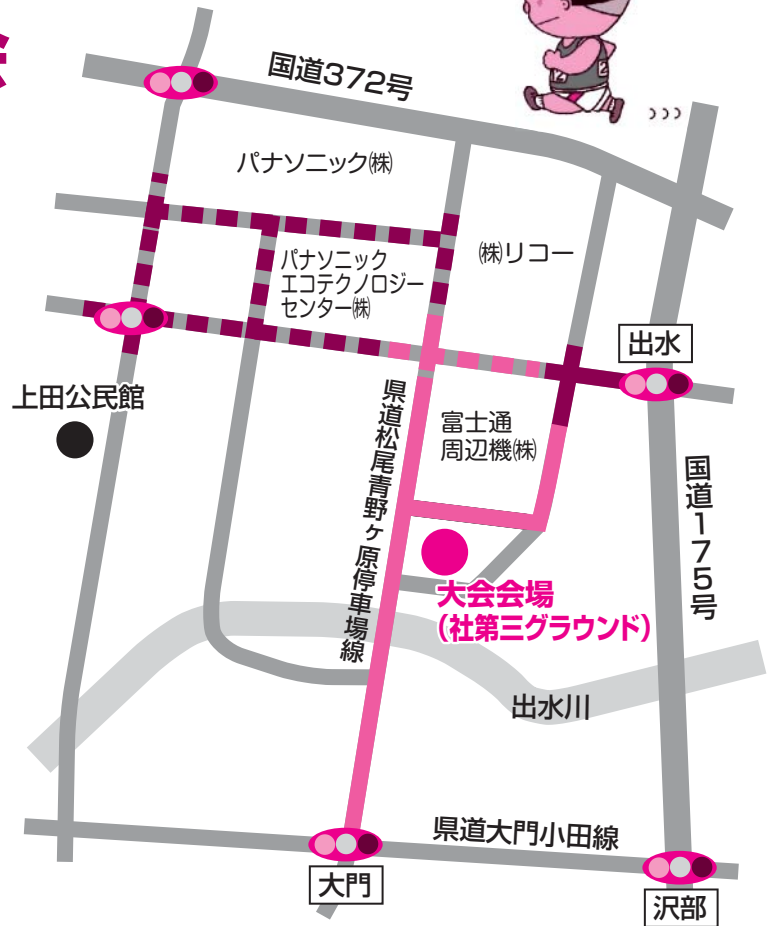 国道372号
パナソニック㈱
㈱リコー
パナソニック
エコテクノロジー
センター㈱
出水
上田公民館
富士通
周辺機㈱
県道松尾青野ヶ原停車場線
国道175号
大会会場
(社第三グラウンド)
出水川
県道大門小田線
大門
沢部